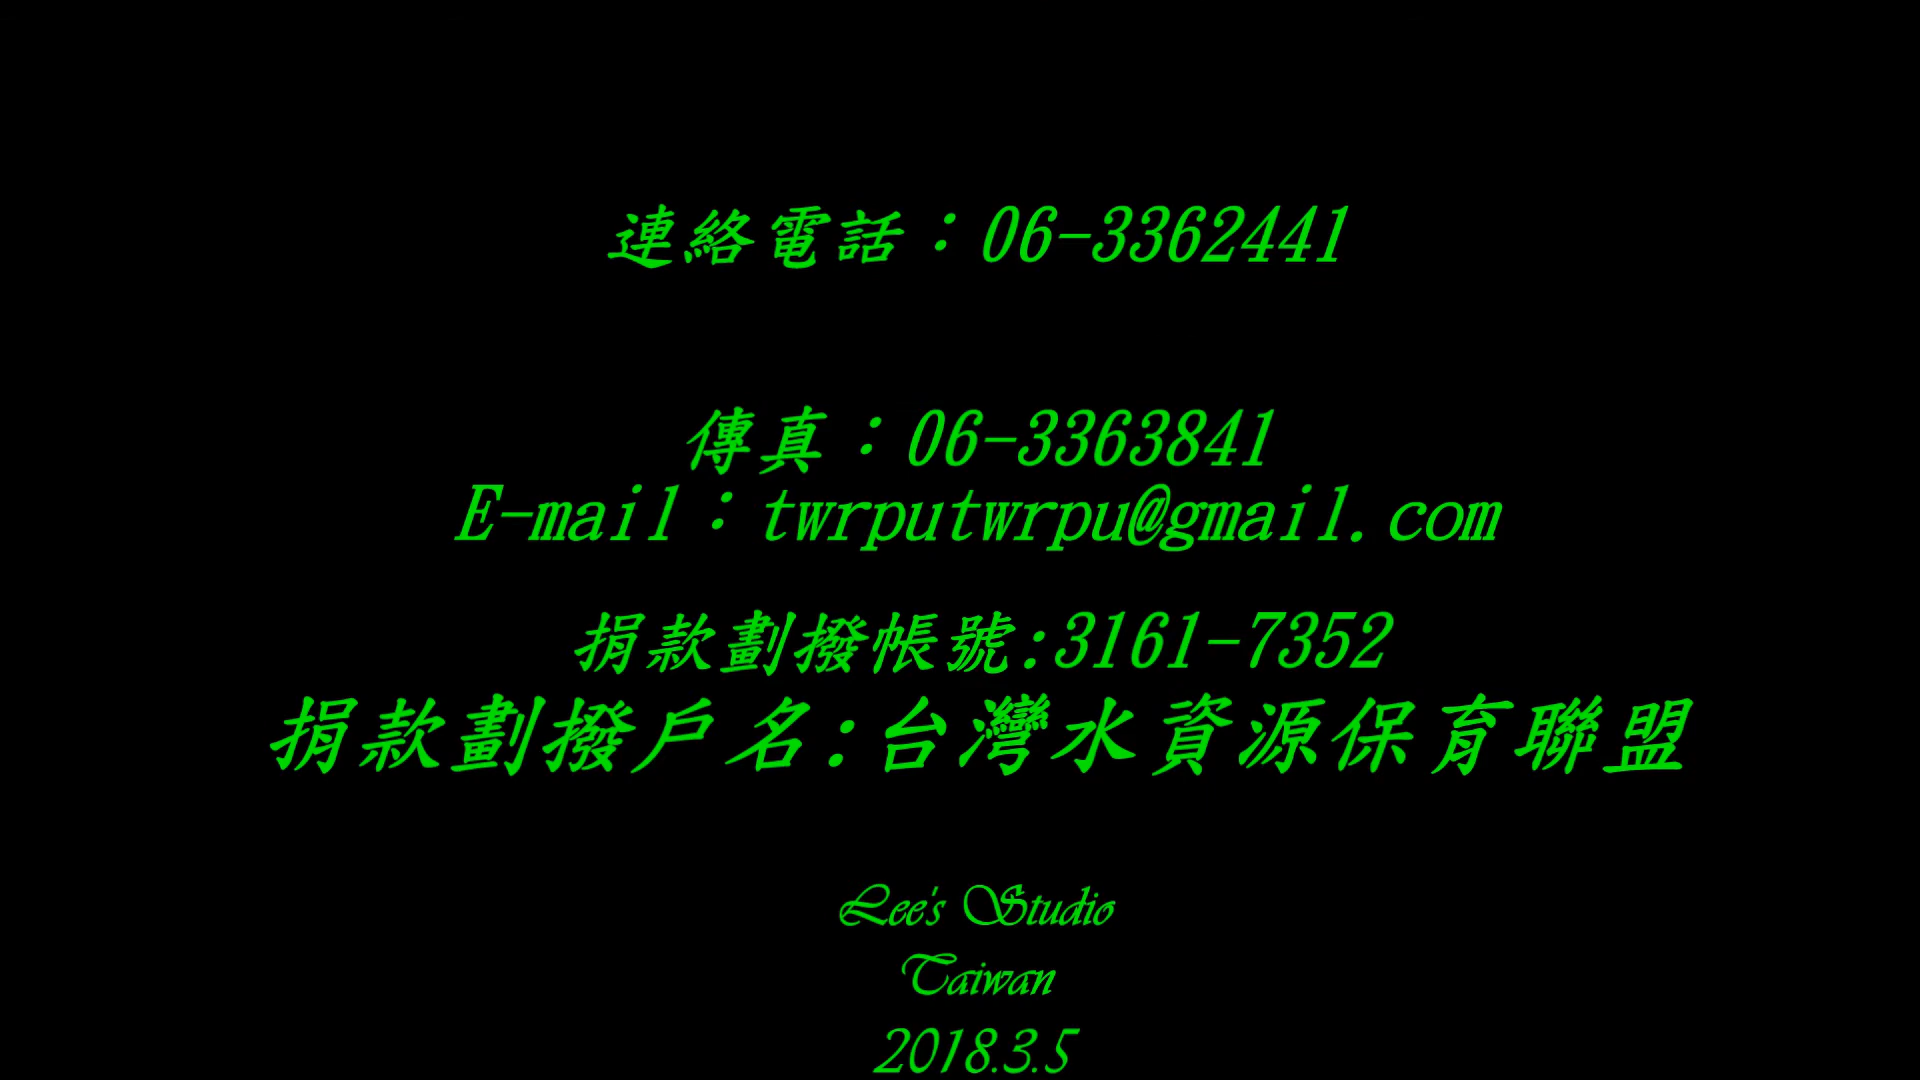 連絡電話：06-3362441
傳真：06-3363841
E-mail：twrputwrpu@gmail.com
捐款劃撥帳號:3161-7352
捐款劃撥戶名:台灣水資源保育聯盟
Lee's Studio
Taiwan
2018.3.5